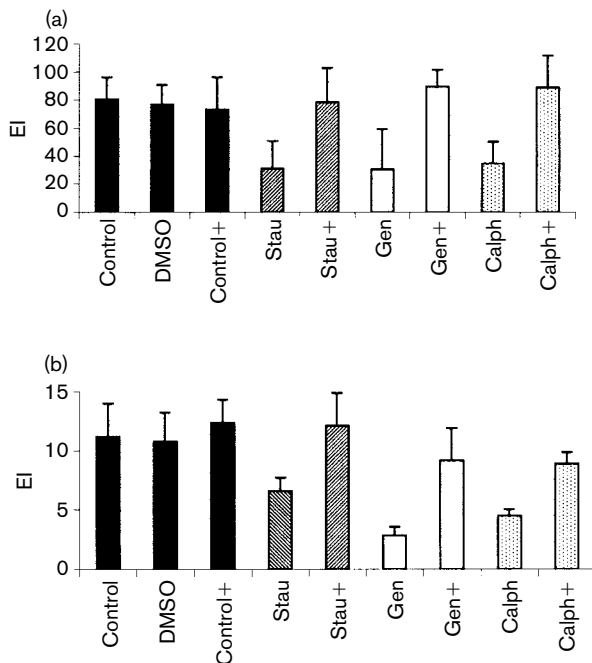 (a)
120
100
80
60
40
20
0
EI
Control
DMSO
Control+
Stau
Stau+
Gen
Gen+
Calph
Calph+
(b)
15
10
5
0
EI
Control
DMSO
Control+
Stau
Stau+
Gen
Gen+
Calph
Calph+